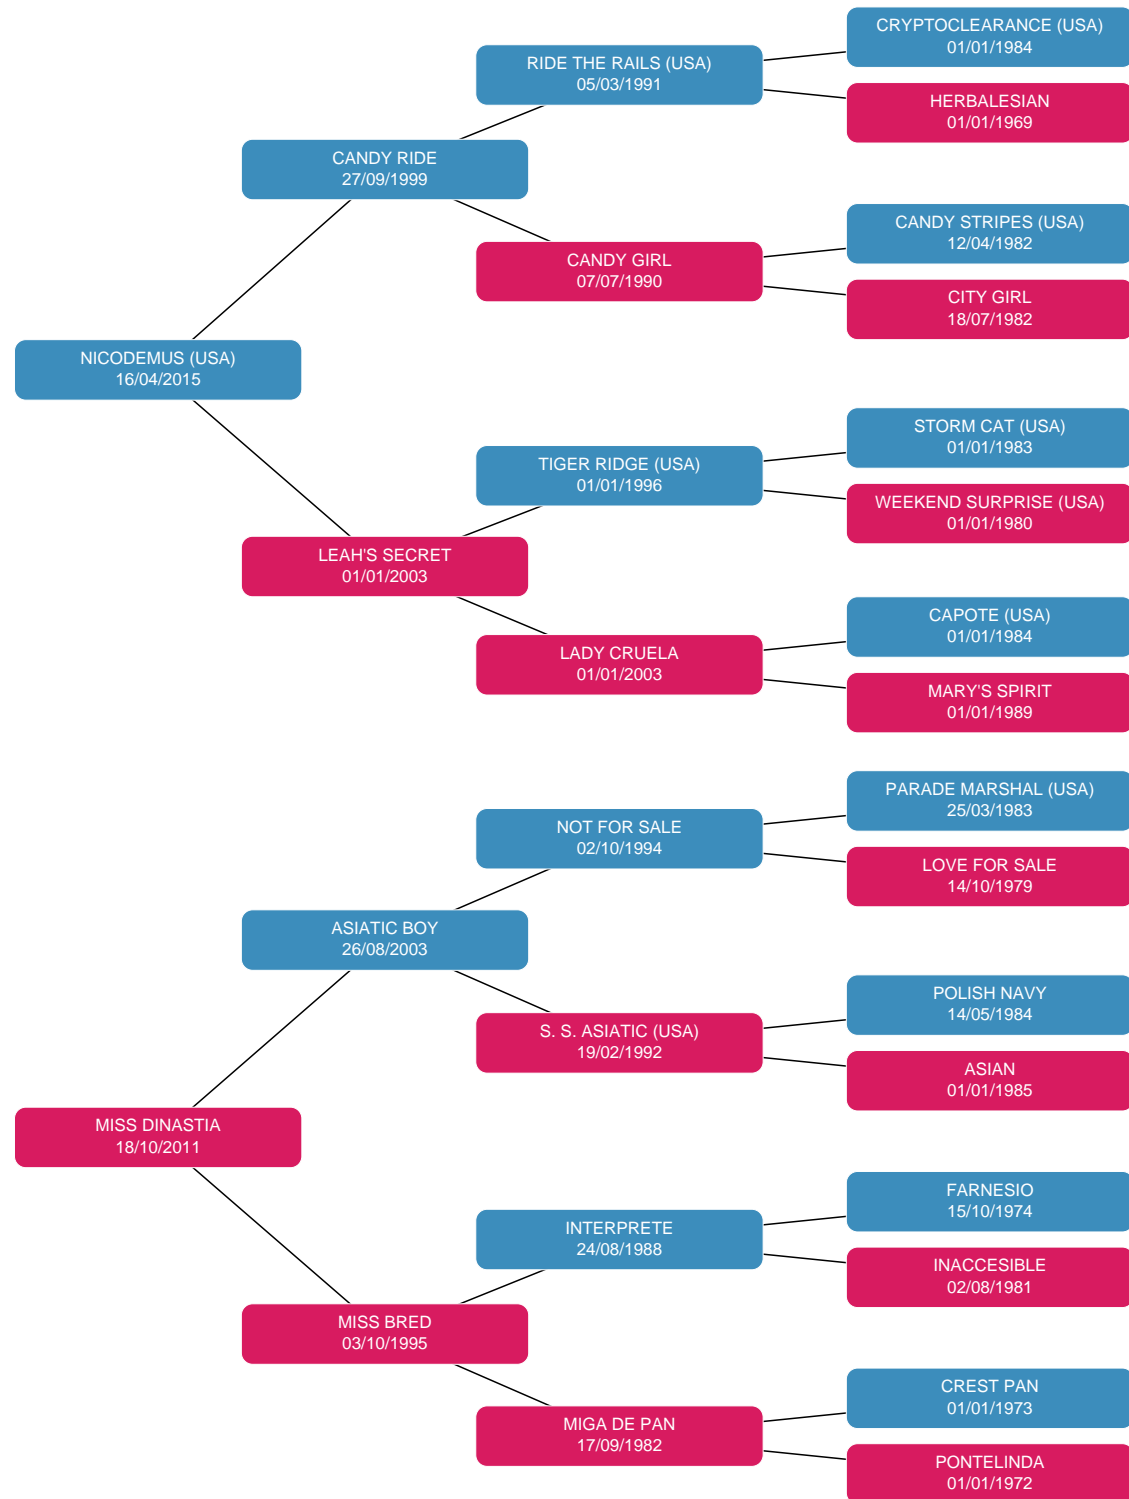 CRYPTOCLEARANCE (USA)
01/01/1984
RIDE THE RAILS (USA)
05/03/1991
HERBALESIAN
01/01/1969
CANDY RIDE
27/09/1999
CANDY STRIPES (USA)
12/04/1982
CANDY GIRL
07/07/1990
CITY GIRL
18/07/1982
NICODEMUS (USA)
16/04/2015
STORM CAT (USA)
01/01/1983
TIGER RIDGE (USA)
01/01/1996
WEEKEND SURPRISE (USA)
01/01/1980
LEAH'S SECRET
01/01/2003
CAPOTE (USA)
01/01/1984
LADY CRUELA
01/01/2003
MARY'S SPIRIT
01/01/1989
PARADE MARSHAL (USA)
25/03/1983
NOT FOR SALE
02/10/1994
LOVE FOR SALE
14/10/1979
ASIATIC BOY
26/08/2003
POLISH NAVY
14/05/1984
S. S. ASIATIC (USA)
19/02/1992
ASIAN
01/01/1985
MISS DINASTIA
18/10/2011
FARNESIO
15/10/1974
INTERPRETE
24/08/1988
INACCESIBLE
02/08/1981
MISS BRED
03/10/1995
CREST PAN
01/01/1973
MIGA DE PAN
17/09/1982
PONTELINDA
01/01/1972